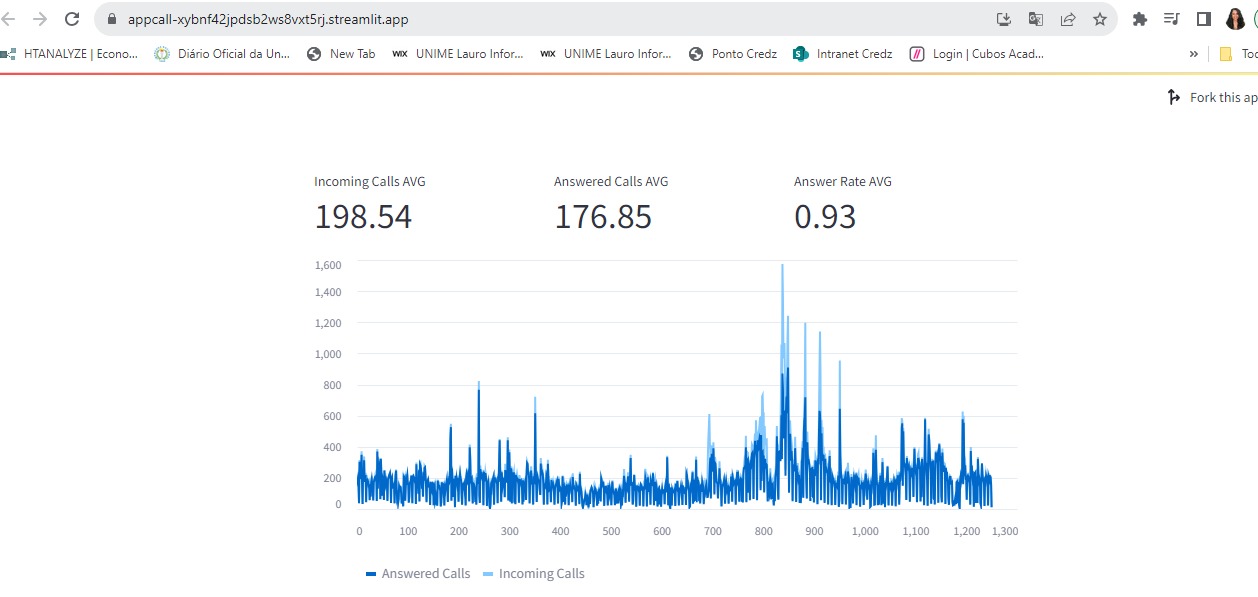 appcall-xybnf42jpdsb2ws8vxt5rj.streamlit.app
HTANALYZE | Econo... Diário Oficial da Un... New Tab WIX UNIME Lauro Infor... WIX UNIME Lauro Infor... Ponto Credz S Intranet Credz Login | Cubos Acad... »
Fork this ap
Incoming Calls AVG Answered Calls AVG Answer Rate AVG
198.54 176.85 0.93
1,600
1,400
1,200
1,000
800
600
400
200
0
0 100 200 300 400 500 600 700 800 900 1,000 1,100 1,200 1,300
Answered Calls Incoming Calls